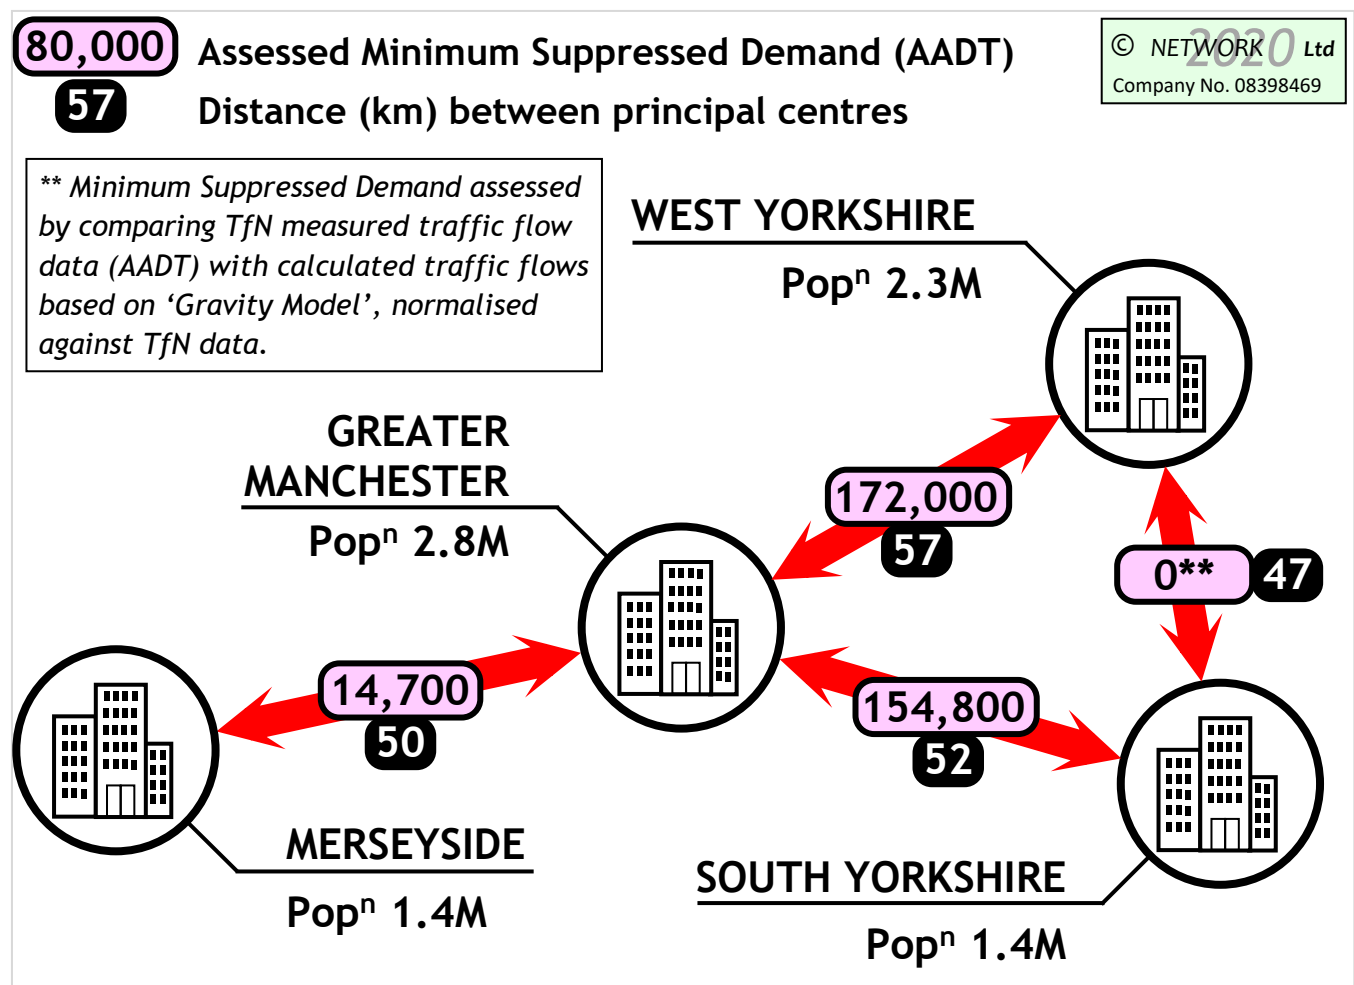 80,000 Assessed Minimum Suppressed Demand (AADT)
57 Distance (km) between principal centres
© NETWORK 2020 Ltd
Company No. 08398469
** Minimum Suppressed Demand assessed
by comparing TfN measured traffic flow
data (AADT) with calculated traffic flows
based on ‘Gravity Model’, normalised
against TfN data.
WEST YORKSHIRE
Popⁿ 2.3M
GREATER
MANCHESTER
Popⁿ 2.8M
172,000
57
0** 47
14,700
50
154,800
52
MERSEYSIDE
Popⁿ 1.4M
SOUTH YORKSHIRE
Popⁿ 1.4M